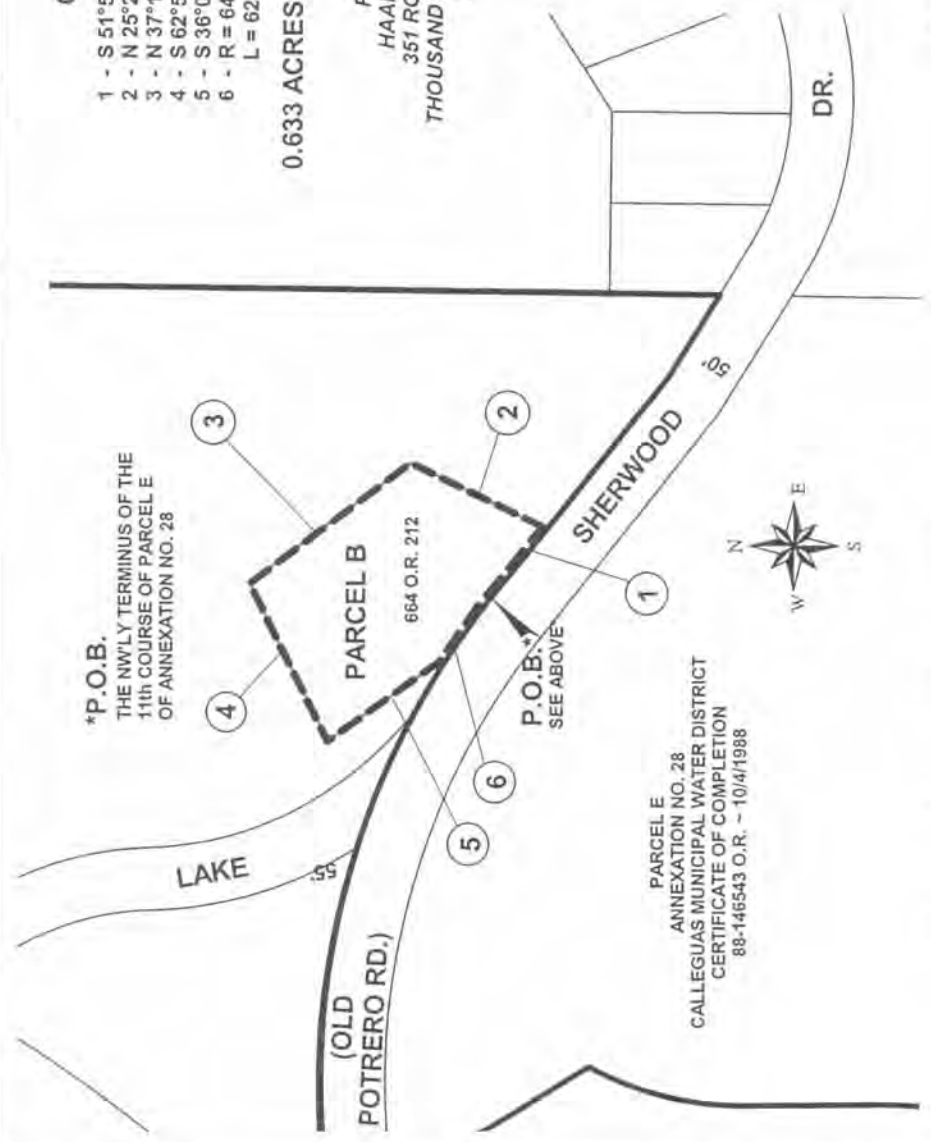 1 - S 51°5
2 - N 25°2
3 - N 37°1
4 - S 62°5
5 - S 36°0
6 - R = 64
L = 62
0.633 ACRES
351 RO
THOUSAND
*P.O.B.
THE NW'LY TERMINUS OF THE
11th COURSE OF PARCEL E
OF ANNEXATION NO. 28
3
4
2
PARCEL B
664 O.R. 212
LAKE
55'
5
6
1
P.O.B.*
SEE ABOVE
SHERWOOD
50'
DR.
(OLD
POTRERO RD.)
N
W
E
S
PARCEL E
ANNEXATION NO. 28
CALLEGUAS MUNICIPAL WATER DISTRICT
CERTIFICATE OF COMPLETION
88-146543 O.R. ~ 10/4/1988